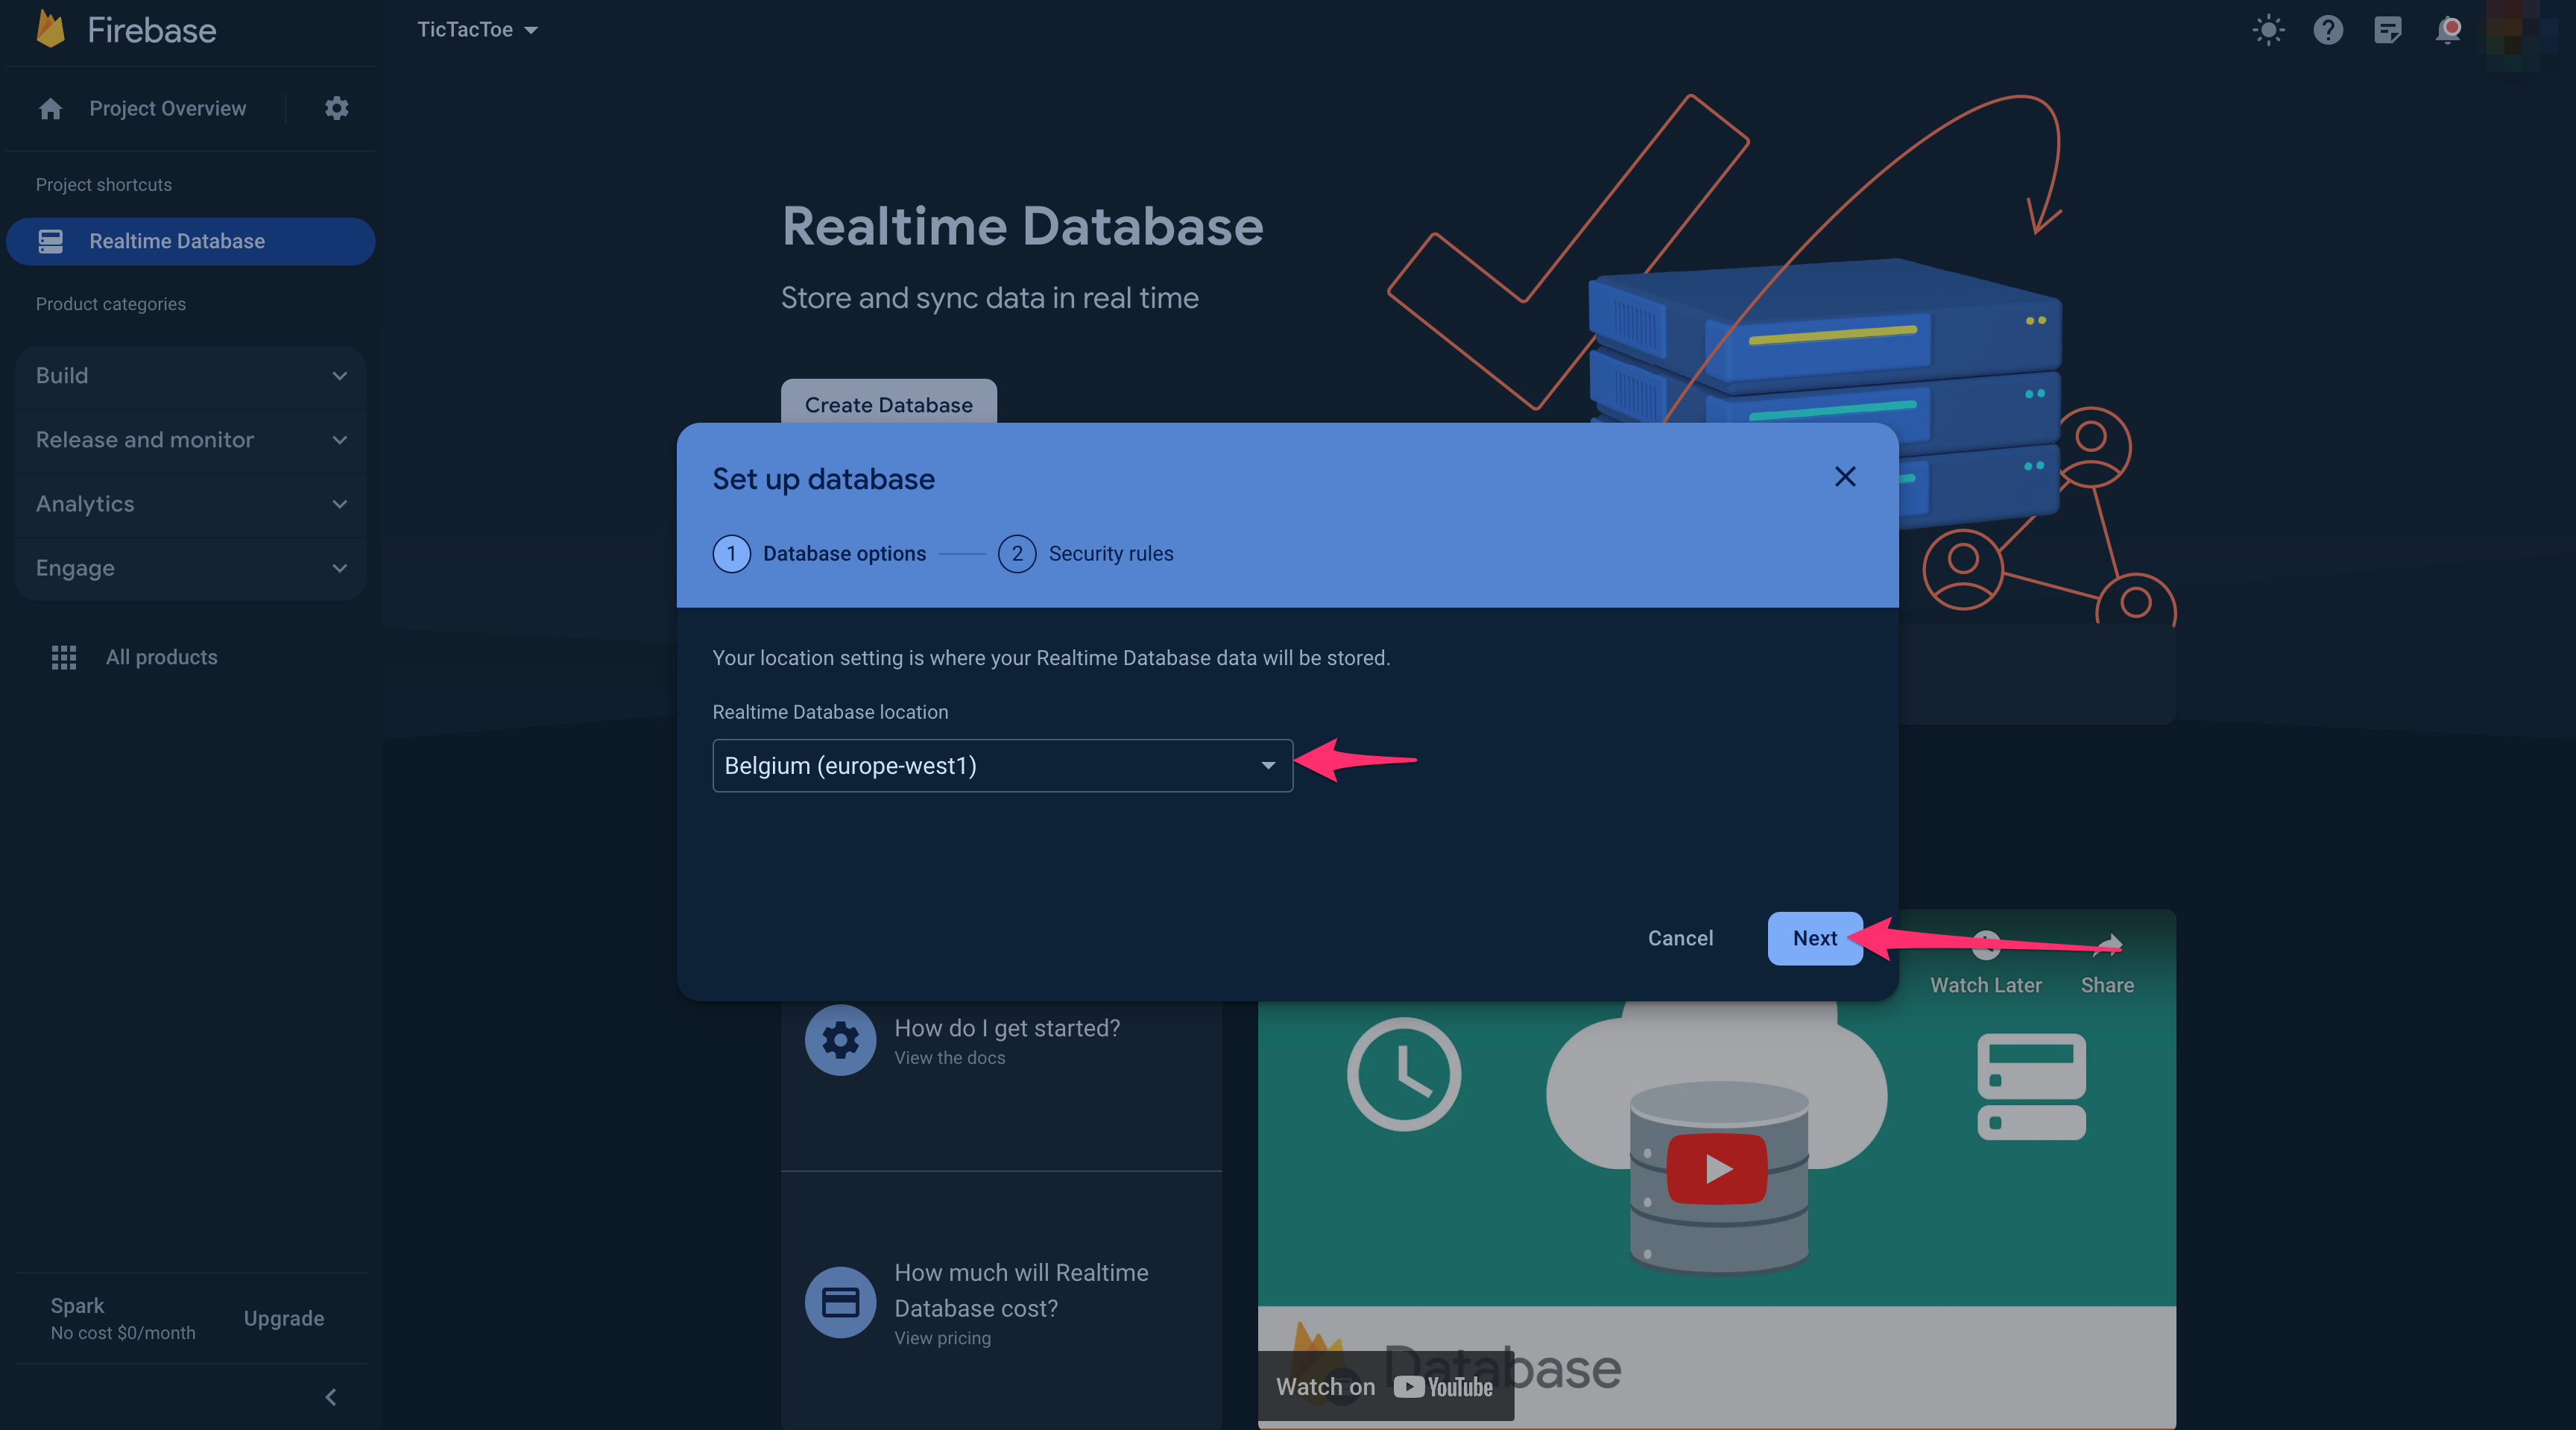 Firebase
TicTacToe
Project Overview
Project shortcuts
Realtime Database
Product categories
Build
Release and monitor
Analytics
Engage
All products
Spark
No cost $0/month
Upgrade
Realtime Database
Store and sync data in real time
Create Database
Set up database
1 Database options
2 Security rules
Your location setting is where your Realtime Database data will be stored.
Realtime Database location
Belgium (europe-west1)
Cancel
Next
How do I get started?
View the docs
How much will Realtime
Database cost?
View pricing
Watch Later
Share
Database
Watch on YouTube